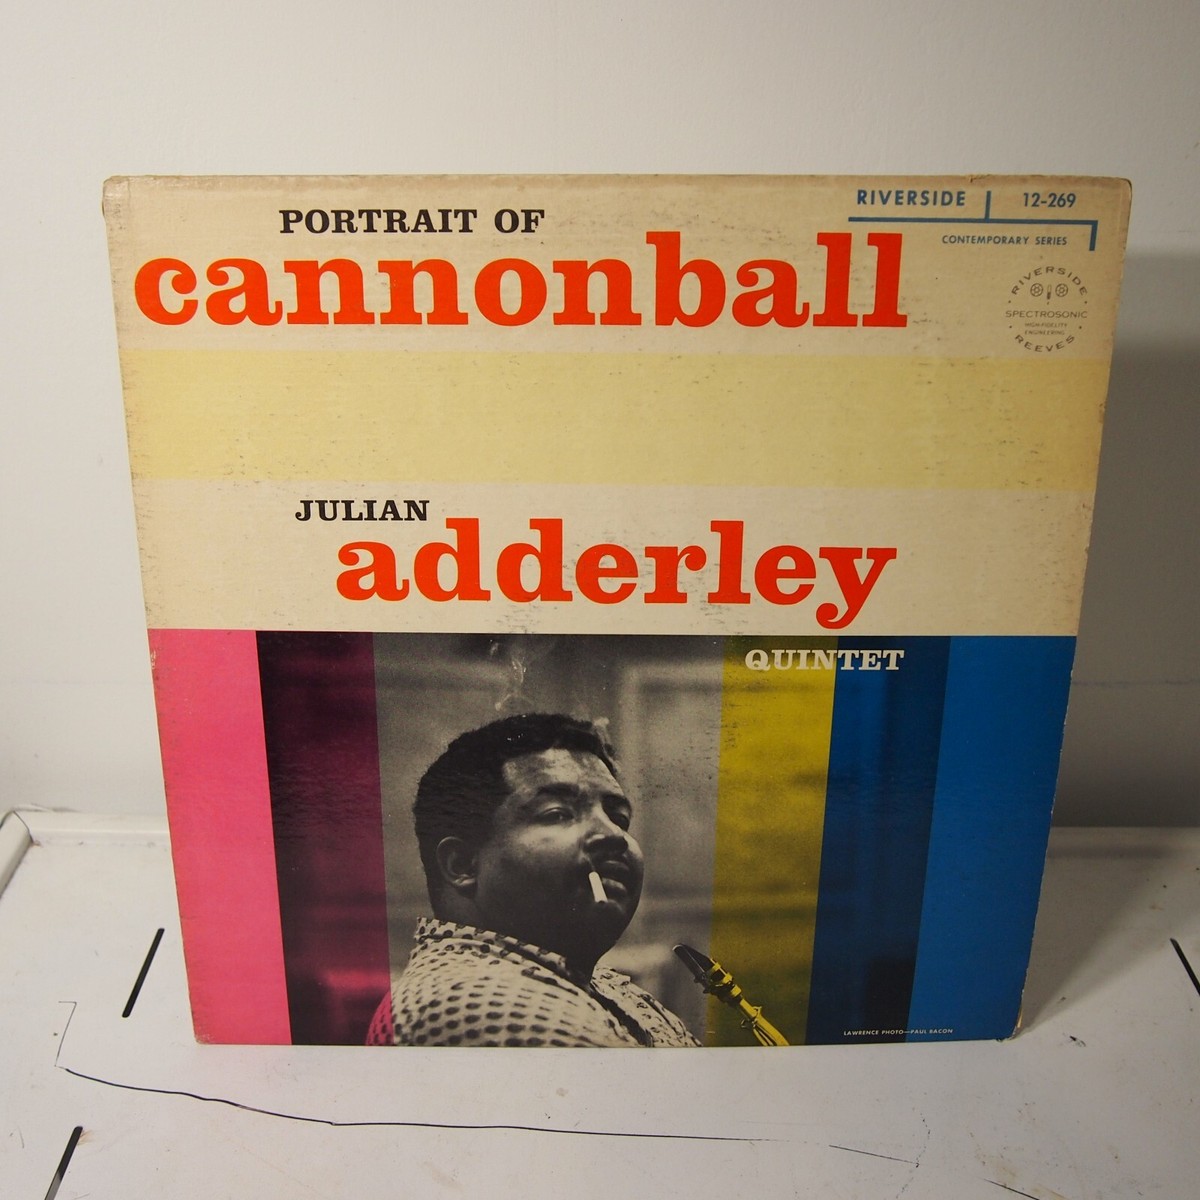 PORTRAIT OF
cannonball
RIVERSIDE 12-269
CONTEMPORARY SERIES
RIVERSIDE
SPECTROSONIC
HIGH-FIDELITY
ENGINEERING
REEVES
JULIAN
adderley
QUINTET
LAWRENCE PHOTO—PAUL BACON